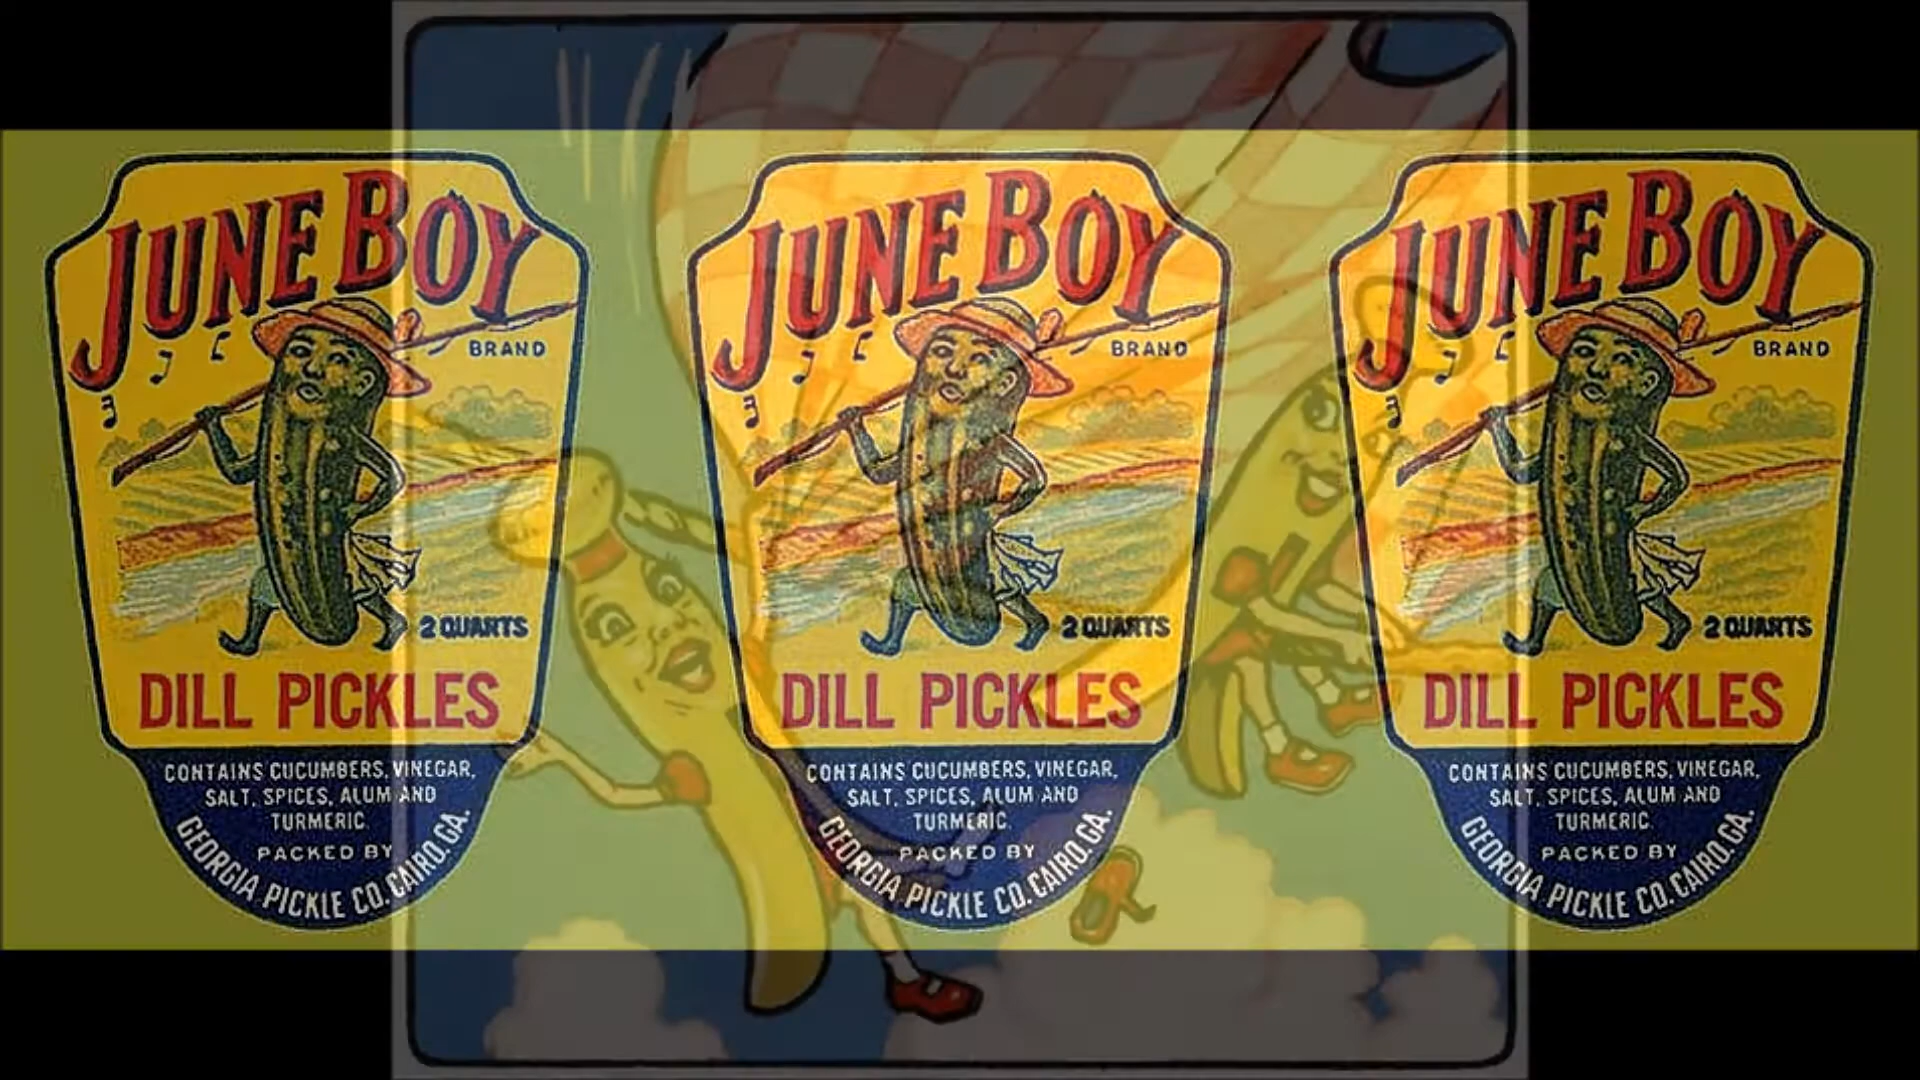 JUNE BOY
BRAND
2 QUARTS
DILL PICKLES
CONTAINS CUCUMBERS, VINEGAR,
SALT, SPICES, ALUM AND
TURMERIC.
PACKED BY
GEORGIA PICKLE CO. CAIRO, GA.
JUNE BOY
BRAND
2 QUARTS
DILL PICKLES
CONTAINS CUCUMBERS, VINEGAR,
SALT, SPICES, ALUM AND
TURMERIC.
PACKED BY
GEORGIA PICKLE CO. CAIRO, GA.
JUNE BOY
BRAND
2 QUARTS
DILL PICKLES
CONTAINS CUCUMBERS, VINEGAR,
SALT, SPICES, ALUM AND
TURMERIC.
PACKED BY
GEORGIA PICKLE CO. CAIRO, GA.